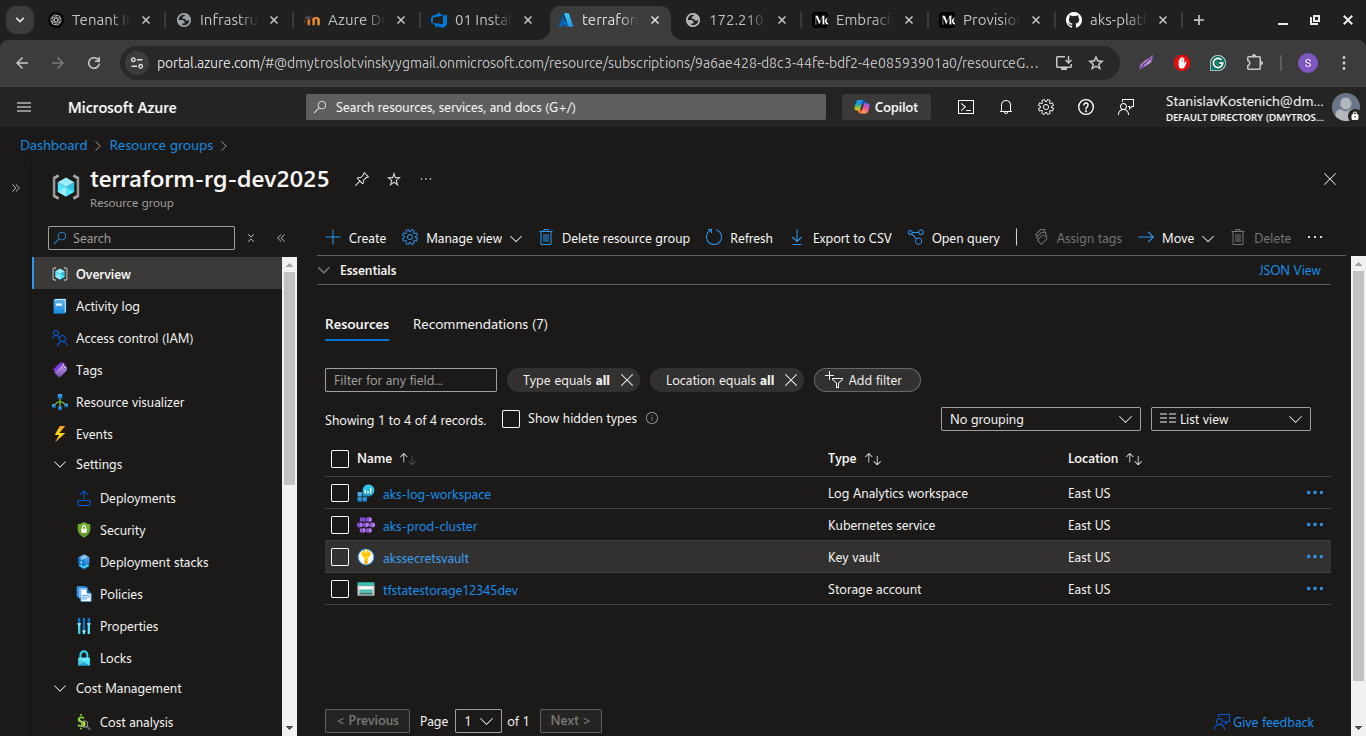 Tenant I
Infrastru
Azure De
01 Instal
terraform
172.210
Embraci
Provisio
aks-plat
portal.azure.com/#@dmytroslotvinskyygmail.onmicrosoft.com/resource/subscriptions/9a6ae428-d8c3-44fe-bdf2-4e08593901a0/resourceG...
S
Microsoft Azure
Search resources, services, and docs (G+/)
Copilot
StanislavKostenich@dm...
DEFAULT DIRECTORY (DMYTROS...
Dashboard > Resource groups >
terraform-rg-dev2025
Resource group
Search
Create
Manage view
Delete resource group
Refresh
Export to CSV
Open query
Assign tags
Move
Delete
Overview
Activity log
Access control (IAM)
Tags
Resource visualizer
Events
Settings
Deployments
Security
Deployment stacks
Policies
Properties
Locks
Cost Management
Cost analysis
Essentials
JSON View
Resources
Recommendations (7)
Filter for any field...
Type equals all
Location equals all
Add filter
Showing 1 to 4 of 4 records.
Show hidden types
No grouping
List view
Name Type Location
aks-log-workspace Log Analytics workspace East US
aks-prod-cluster Kubernetes service East US
akssecretsvault Key vault East US
tfstatestorage12345dev Storage account East US
< Previous Page 1 of 1 Next >
Give feedback